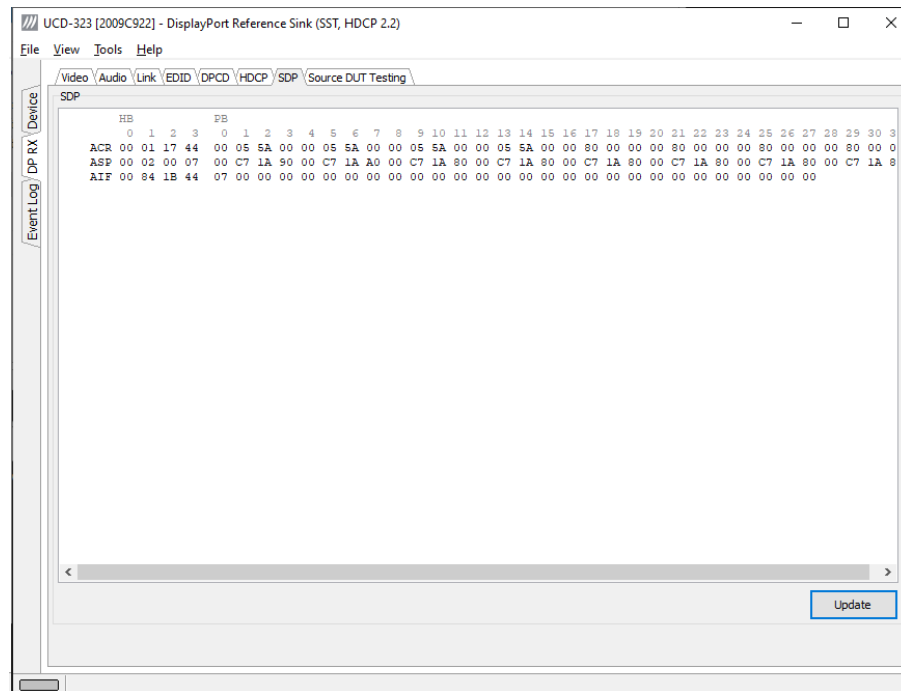 UCD-323 [2009C922] - DisplayPort Reference Sink (SST, HDCP 2.2)
File View Tools Help
Video Audio Link EDID DPCD HDCP SDP Source DUT Testing
Device
DP RX
Event Log
SDP
HB PB
0 1 2 3 0 1 2 3 4 5 6 7 8 9 10 11 12 13 14 15 16 17 18 19 20 21 22 23 24 25 26 27 28 29 30 3
ACR 00 01 17 44 00 05 5A 00 00 05 5A 00 00 05 5A 00 00 05 5A 00 00 80 00 00 00 80 00 00 00 80 00 00 00 80 00 0
ASP 00 02 00 07 00 C7 1A 90 00 C7 1A A0 00 C7 1A 80 00 C7 1A 80 00 C7 1A 80 00 C7 1A 80 00 C7 1A 80 00 C7 1A 8
AIF 00 84 1B 44 07 00 00 00 00 00 00 00 00 00 00 00 00 00 00 00 00 00 00 00 00 00 00 00 00 00 00 00
Update